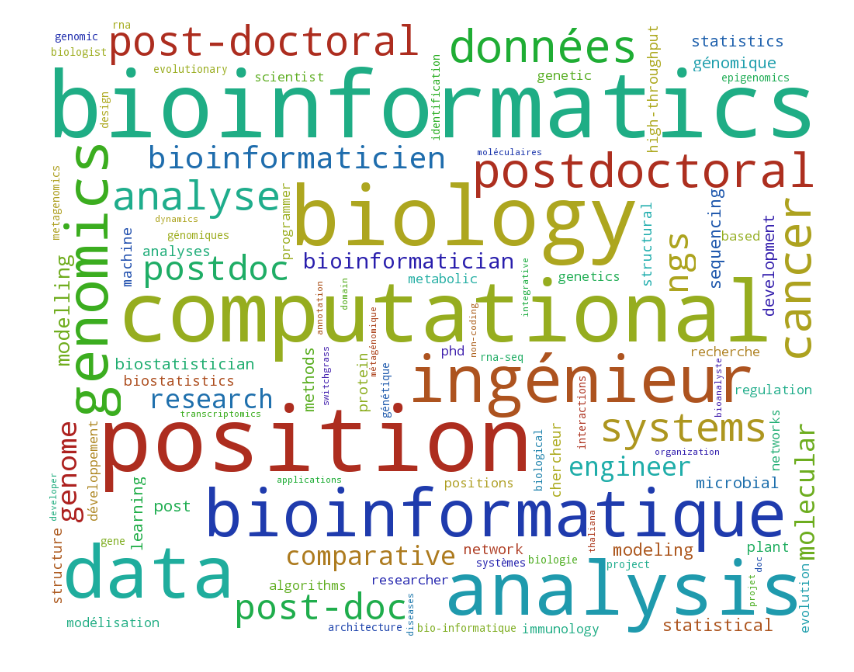 rna
genomic
post-doctoral
données
statistics
biologist
génomique
high-throughput
evolutionary
scientist
identification
genetic
epigenomics
design
bioinformatics
bioinformaticien
moléculaires
postdoctoral
genomics
metagenomics
analyse
programmer
biology
structural
sequencing
cancer
dynamics
génomiques
ngs
based
development
machine
analyses
bioinformatician
modelling
postdoc
metabolic
integrative
genetics
computational
annotation
domain
non-coding
métagénomique
phd
rna-seq
recherche
biostatistician
methods
switchgrass
protein
génétique
ingénieur
bioanalyste
biostatistics
research
interactions
regulation
transcriptomics
position
systems
networks
genome
développement
biological
chercheur
organization
engineer
molecular
developer
learning
applications
positions
microbial
post
bioinformatique
thaliana
structure
gene
comparative
network
modeling
plant
data
systèmes
biologie
project
doc
analysis
algorithms
researcher
projet
evolution
post-doc
diseases
modélisation
architecture
bio-informatique
immunology
statistical